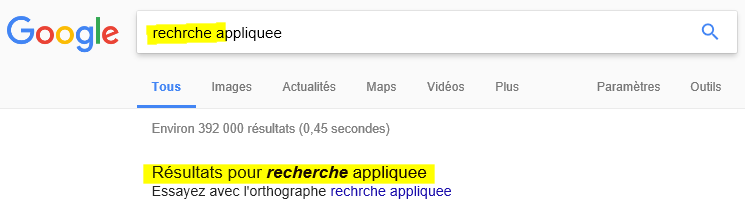 Google rechrche appliquee
Tous Images Actualités Maps Vidéos Plus Paramètres Outils
Environ 392 000 résultats (0,45 secondes)
Résultats pour recherche appliquee
Essayez avec l'orthographe rechrche appliquee